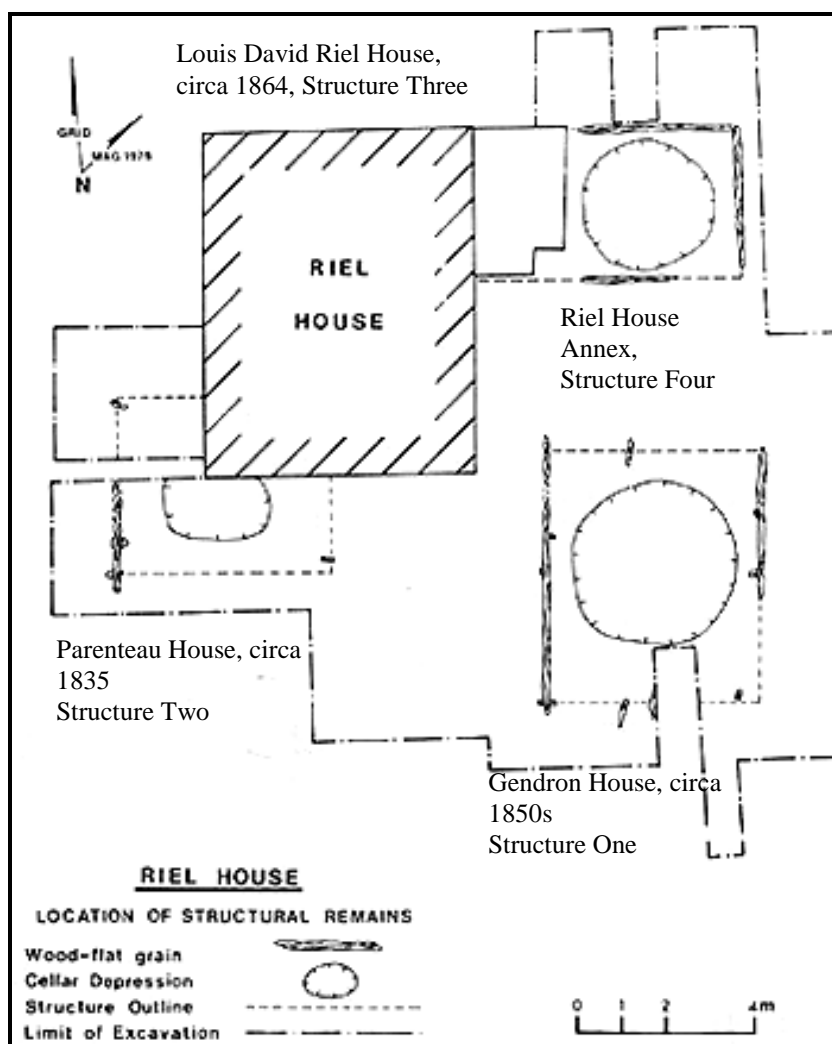 Louis David Riel House,
circa 1864, Structure Three
GRID
MAG. 1979
N
RIEL
HOUSE
Riel House
Annex,
Structure Four
Parenteau House, circa
1835
Structure Two
Gendron House, circa
1850s
Structure One
RIEL HOUSE
LOCATION OF STRUCTURAL REMAINS
Wood-flat grain
Cellar Depression
Structure Outline
Limit of Excavation
0 1 2 4m